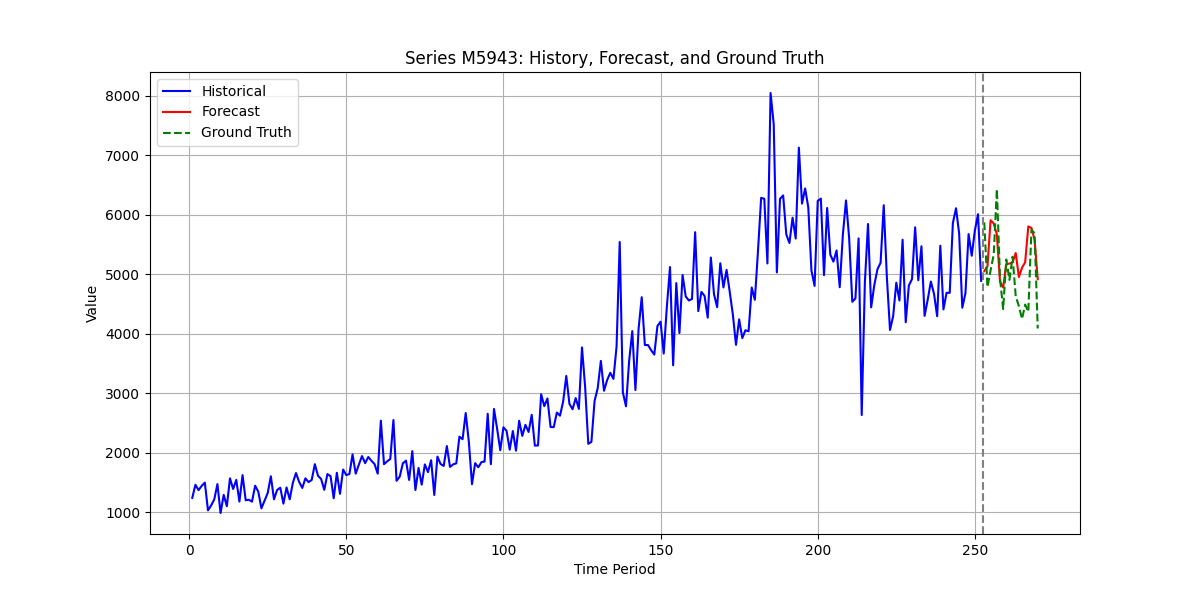 Series M5943: History, Forecast, and Ground Truth
Historical
Forecast
Ground Truth
8000
7000
6000
5000
4000
3000
2000
1000
Value
0 50 100 150 200 250
Time Period